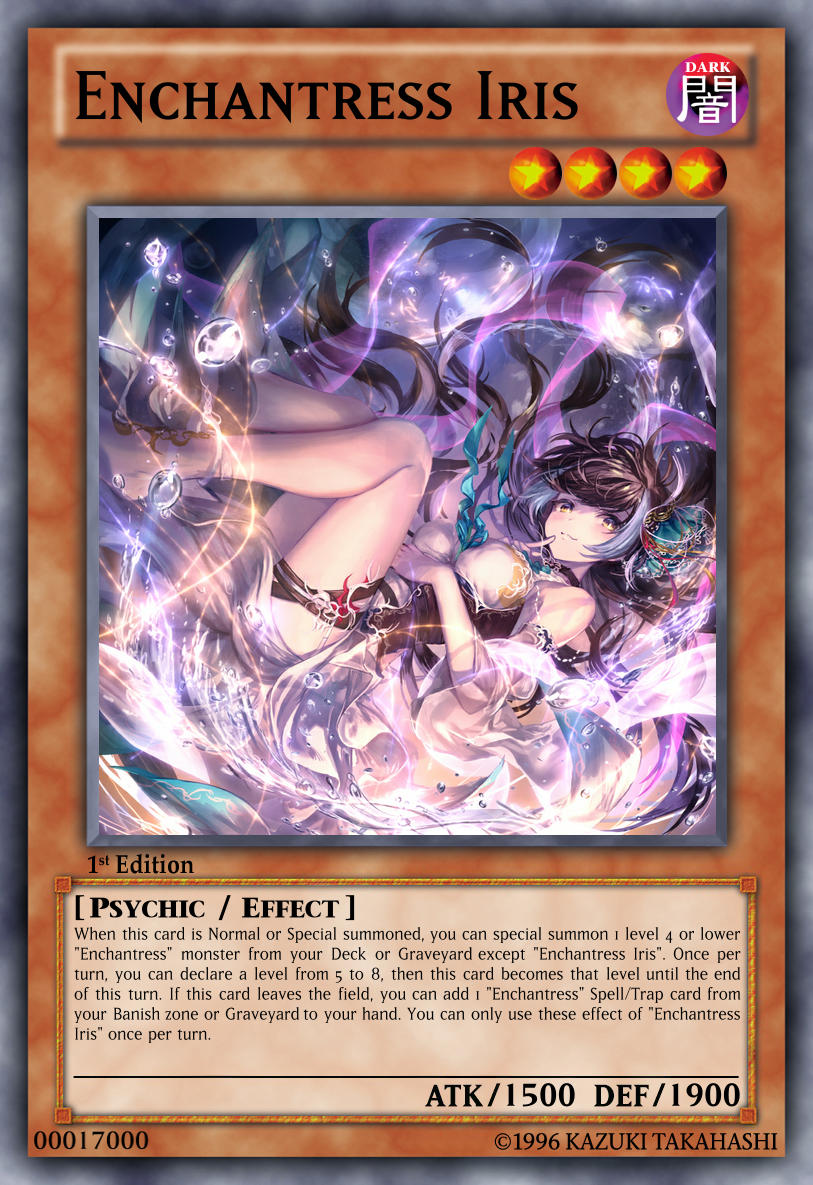 Enchantress Iris
DARK
闇
1st Edition
[ Psychic / Effect ]
When this card is Normal or Special summoned, you can special summon 1 level 4 or lower
"Enchantress" monster from your Deck or Graveyard except "Enchantress Iris". Once per
turn, you can declare a level from 5 to 8, then this card becomes that level until the end
of this turn. If this card leaves the field, you can add 1 "Enchantress" Spell/Trap card from
your Banish zone or Graveyard to your hand. You can only use these effect of "Enchantress
Iris" once per turn.
ATK/1500 DEF/1900
00017000
©1996 KAZUKI TAKAHASHI